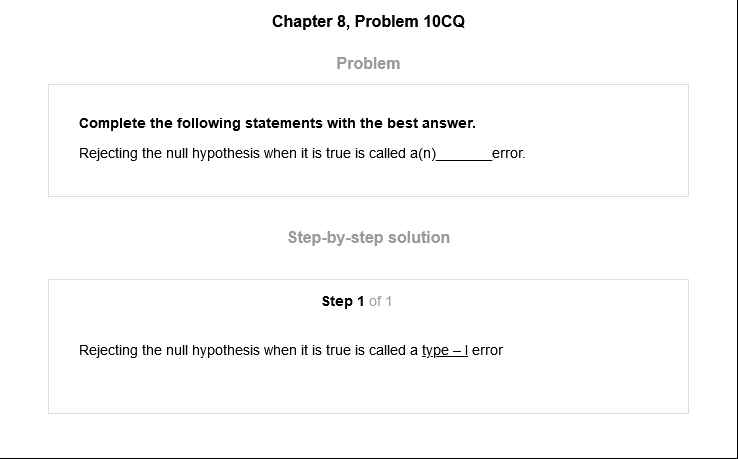 Chapter 8, Problem 10CQ
Problem
Complete the following statements with the best answer.
Rejecting the null hypothesis when it is true is called a(n)_______error.
Step-by-step solution
Step 1 of 1
Rejecting the null hypothesis when it is true is called a type – I error